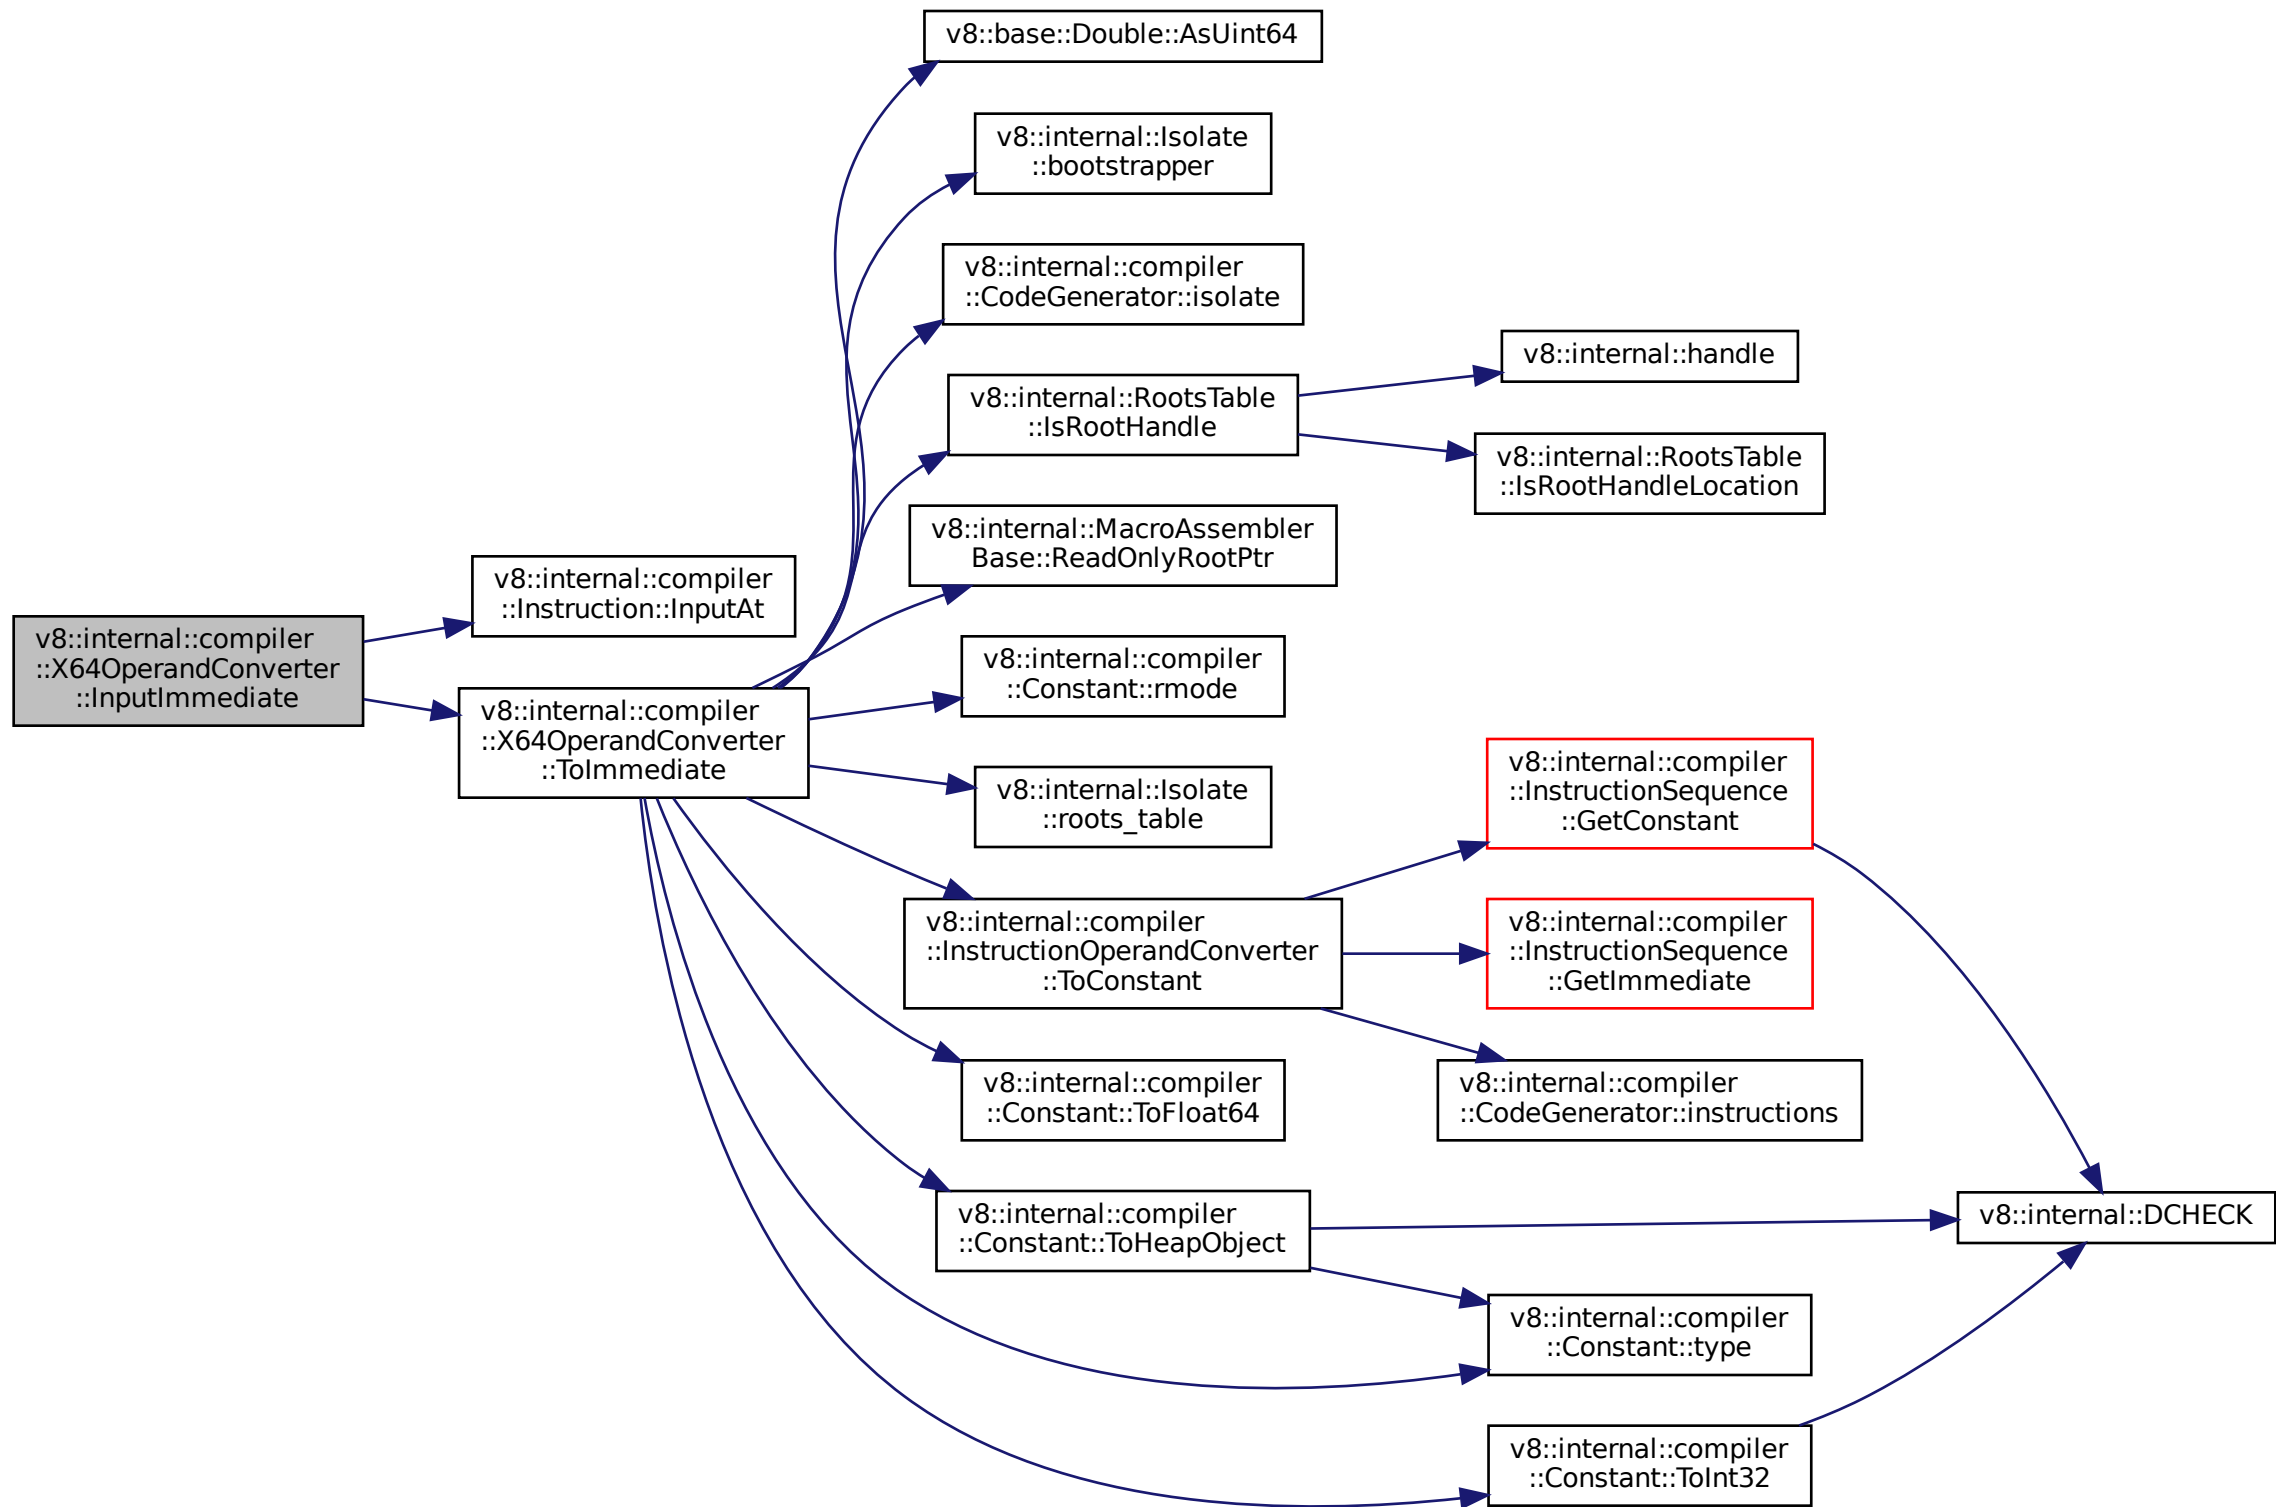 v8::base::Double::AsUint64
v8::internal::Isolate
::bootstrapper
v8::internal::compiler
::CodeGenerator::isolate
v8::internal::handle
v8::internal::RootsTable
::IsRootHandle
v8::internal::RootsTable
::IsRootHandleLocation
v8::internal::MacroAssembler
Base::ReadOnlyRootPtr
v8::internal::compiler
::Instruction::InputAt
v8::internal::compiler
::X64OperandConverter
::InputImmediate
v8::internal::compiler
::Constant::rmode
v8::internal::compiler
::X64OperandConverter
::ToImmediate
v8::internal::Isolate
::roots_table
v8::internal::compiler
::InstructionSequence
::GetConstant
v8::internal::compiler
::InstructionOperandConverter
::ToConstant
v8::internal::compiler
::InstructionSequence
::GetImmediate
v8::internal::compiler
::Constant::ToFloat64
v8::internal::compiler
::CodeGenerator::instructions
v8::internal::compiler
::Constant::ToHeapObject
v8::internal::DCHECK
v8::internal::compiler
::Constant::type
v8::internal::compiler
::Constant::ToInt32